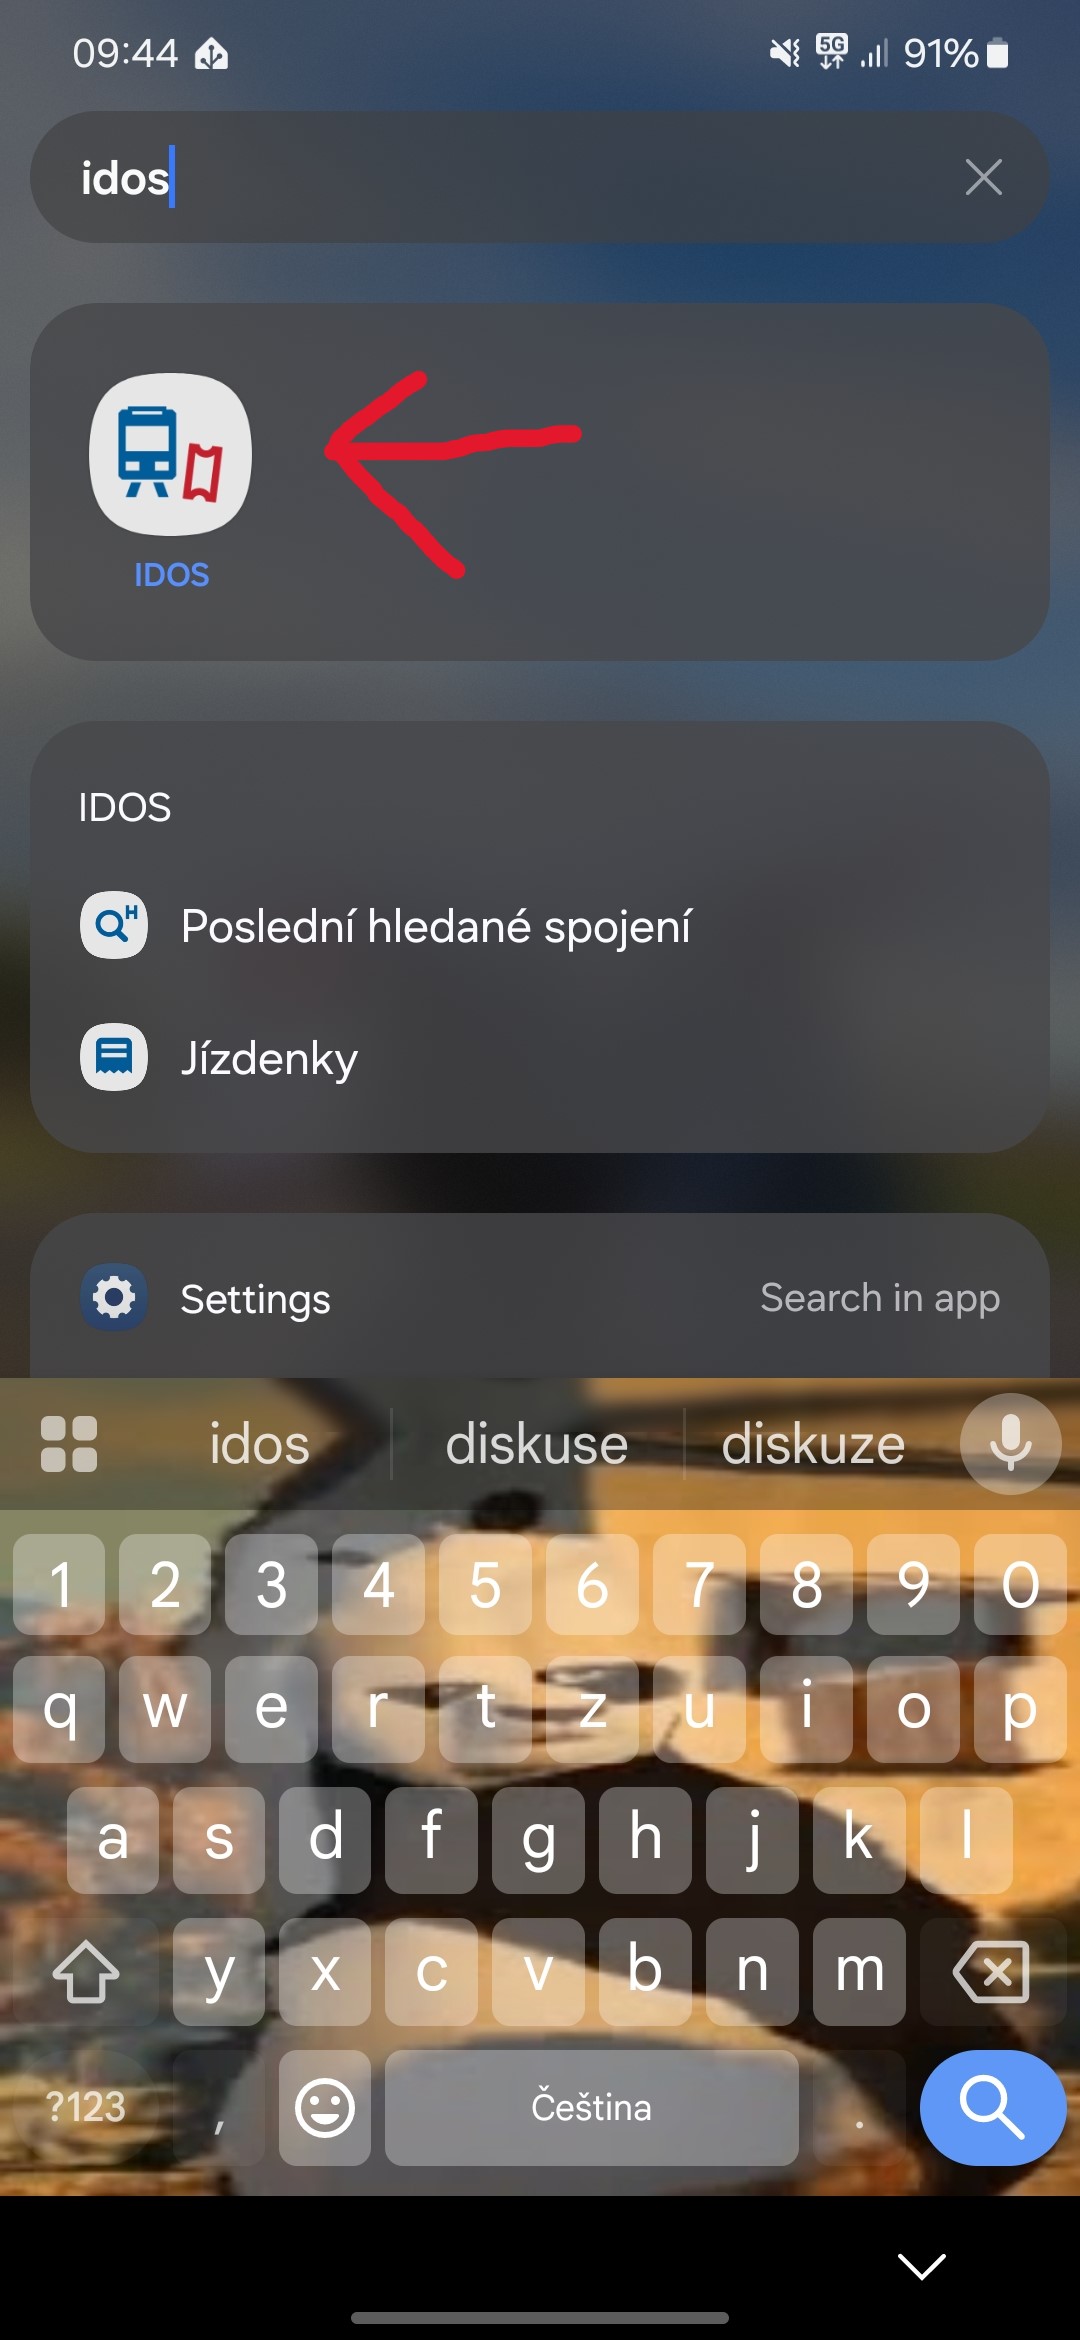 09:44 5G 91%
idos
IDOS
IDOS
H
Poslední hledané spojení
Jízdenky
Settings Search in app
idos diskuse diskuze
1 2 3 4 5 6 7 8 9 0
q w e r t z u i o p
a s d f g h j k l
y x c v b n m
?123 , Čeština .